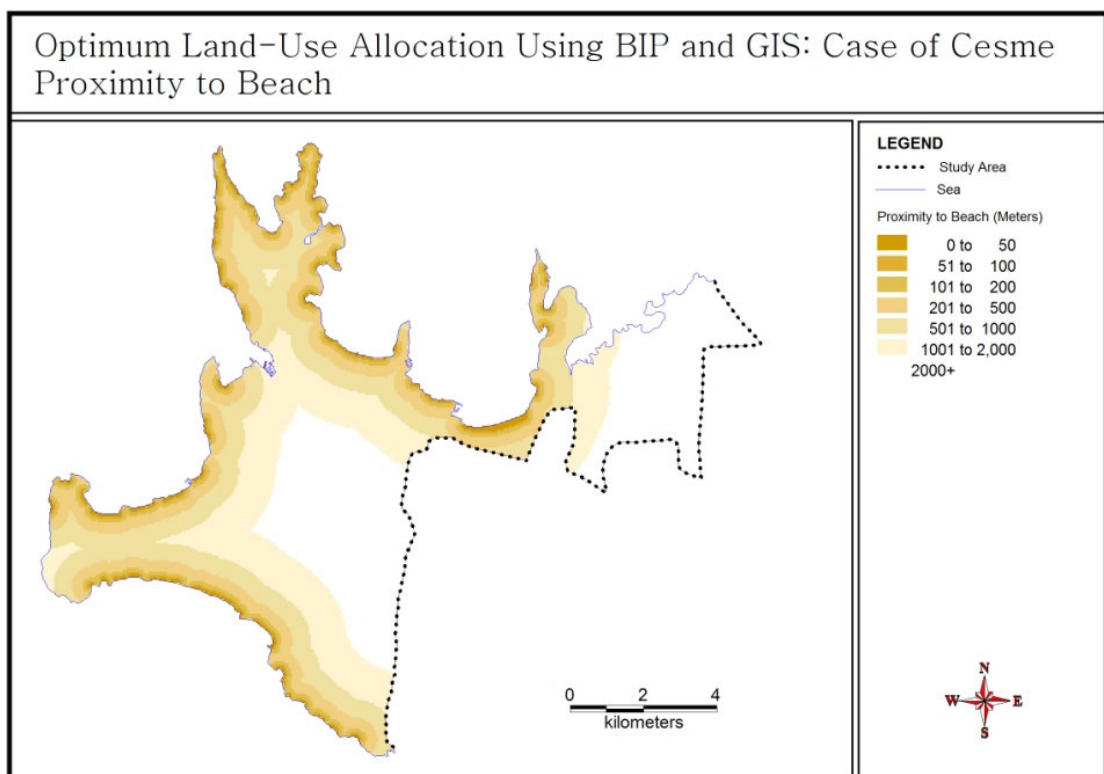 Optimum Land-Use Allocation Using BIP and GIS: Case of Cesme
Proximity to Beach
LEGEND
Study Area
Sea
Proximity to Beach (Meters)
0 to 50
51 to 100
101 to 200
201 to 500
501 to 1000
1001 to 2,000
2000+
0 2 4
kilometers
N
W E
S